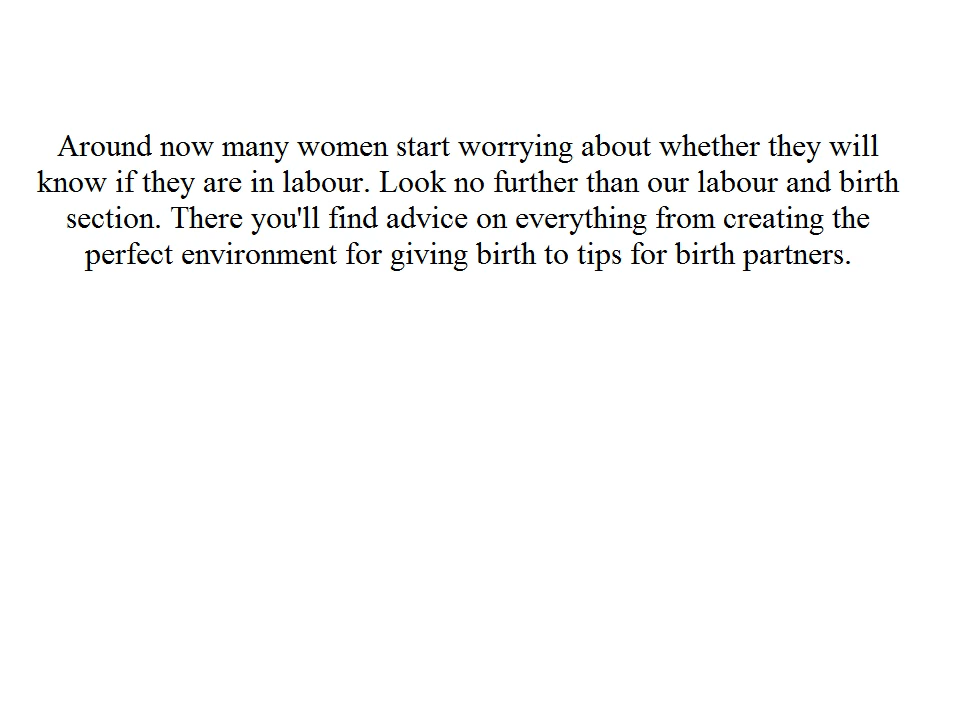 Around now many women start worrying about whether they will
know if they are in labour. Look no further than our labour and birth
section. There you'll find advice on everything from creating the
perfect environment for giving birth to tips for birth partners.